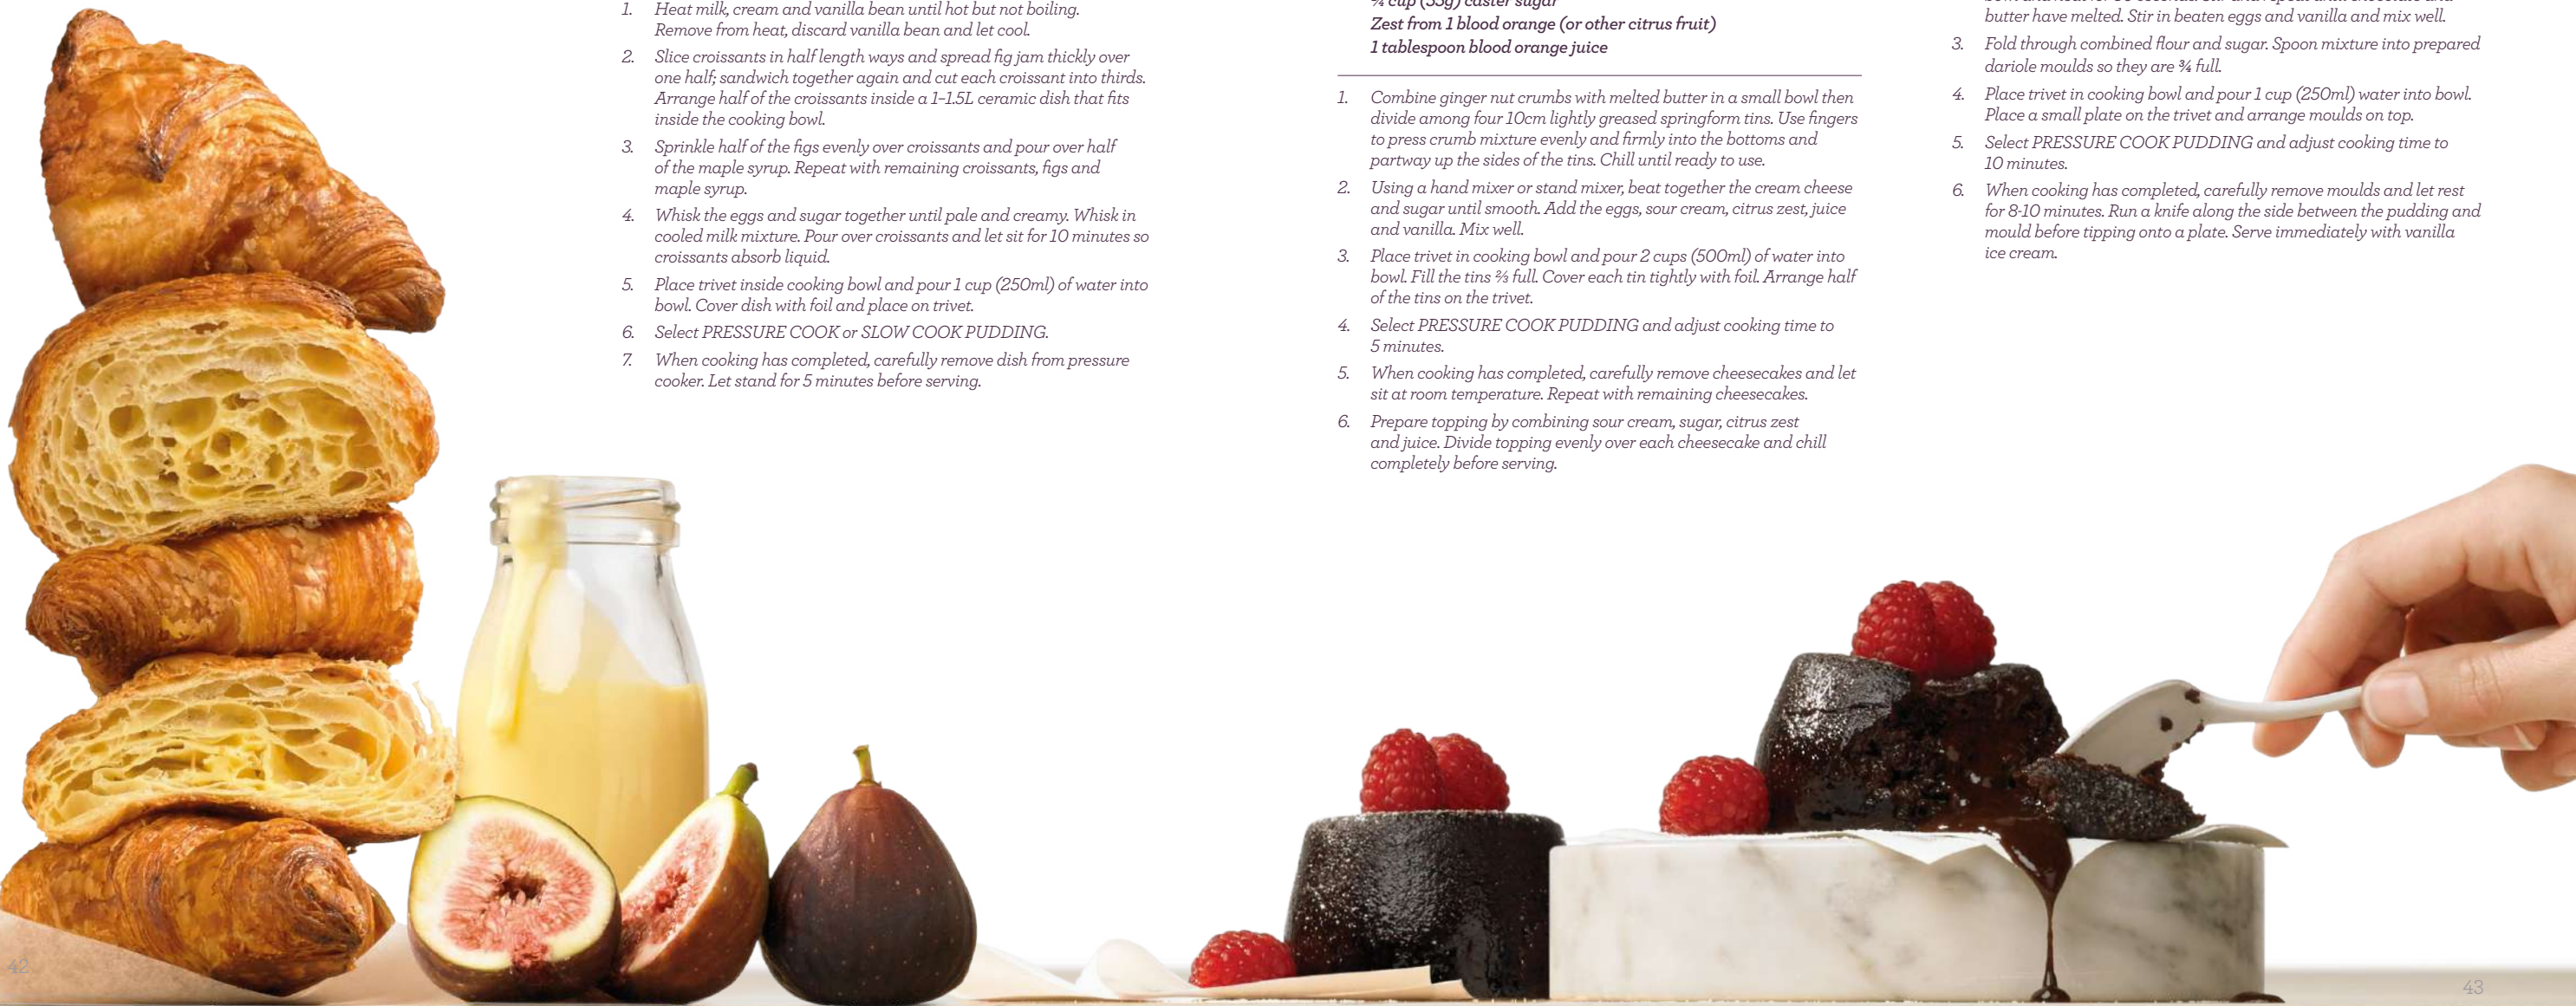 1. Heat milk, cream and vanilla bean until hot but not boiling.
Remove from heat, discard vanilla bean and let cool.
2. Slice croissants in half length ways and spread fig jam thickly over
one half; sandwich together again and cut each croissant into thirds.
Arrange half of the croissants inside a 1–1.5L ceramic dish that fits
inside the cooking bowl.
3. Sprinkle half of the figs evenly over croissants and pour over half
of the maple syrup. Repeat with remaining croissants, figs and
maple syrup.
4. Whisk the eggs and sugar together until pale and creamy. Whisk in
cooled milk mixture. Pour over croissants and let sit for 10 minutes so
croissants absorb liquid.
5. Place trivet inside cooking bowl and pour 1 cup (250ml) of water into
bowl. Cover dish with foil and place on trivet.
6. Select PRESSURE COOK or SLOW COOK PUDDING.
7. When cooking has completed, carefully remove dish from pressure
cooker. Let stand for 5 minutes before serving.
42
cup (55g) caster sugar
Zest from 1 blood orange (or other citrus fruit)
1 tablespoon blood orange juice
1. Combine ginger nut crumbs with melted butter in a small bowl then
divide among four 10cm lightly greased springform tins. Use fingers
to press crumb mixture evenly and firmly into the bottoms and
partway up the sides of the tins. Chill until ready to use.
2. Using a hand mixer or stand mixer, beat together the cream cheese
and sugar until smooth. Add the eggs, sour cream, citrus zest, juice
and vanilla. Mix well.
3. Place trivet in cooking bowl and pour 2 cups (500ml) of water into
bowl. Fill the tins ⅔ full. Cover each tin tightly with foil. Arrange half
of the tins on the trivet.
4. Select PRESSURE COOK PUDDING and adjust cooking time to
5 minutes.
5. When cooking has completed, carefully remove cheesecakes and let
sit at room temperature. Repeat with remaining cheesecakes.
6. Prepare topping by combining sour cream, sugar, citrus zest
and juice. Divide topping evenly over each cheesecake and chill
completely before serving.
butter have melted. Stir in beaten eggs and vanilla and mix well.
3. Fold through combined flour and sugar. Spoon mixture into prepared
dariole moulds so they are ¾ full.
4. Place trivet in cooking bowl and pour 1 cup (250ml) water into bowl.
Place a small plate on the trivet and arrange moulds on top.
5. Select PRESSURE COOK PUDDING and adjust cooking time to
10 minutes.
6. When cooking has completed, carefully remove moulds and let rest
for 8-10 minutes. Run a knife along the side between the pudding and
mould before tipping onto a plate. Serve immediately with vanilla
ice cream.
43